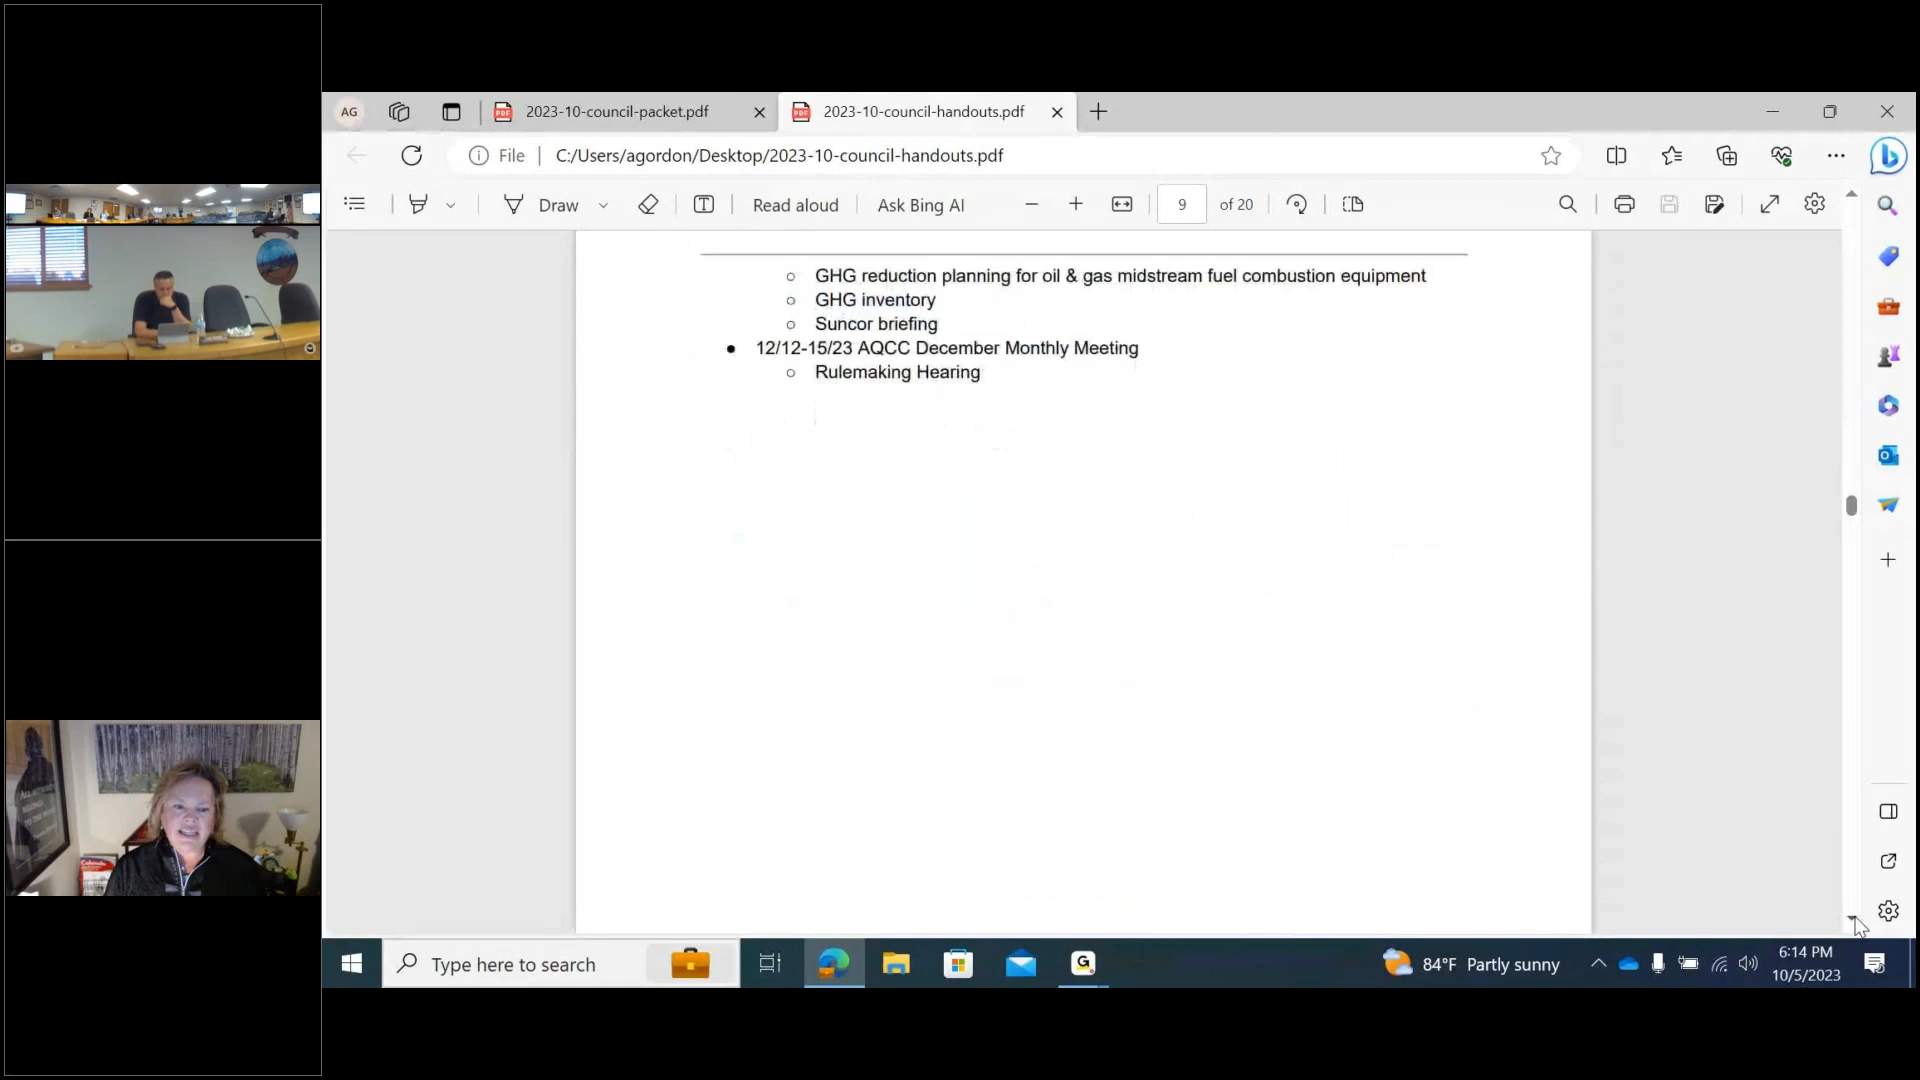 AG
2023-10-council-packet.pdf
2023-10-council-handouts.pdf
File
C:/Users/agordon/Desktop/2023-10-council-handouts.pdf
Draw
Read aloud
Ask Bing AI
9
of 20
GHG reduction planning for oil & gas midstream fuel combustion equipment
GHG inventory
Suncor briefing
12/12-15/23 AQCC December Monthly Meeting
Rulemaking Hearing
Type here to search
84°F Partly sunny
6:14 PM
10/5/2023